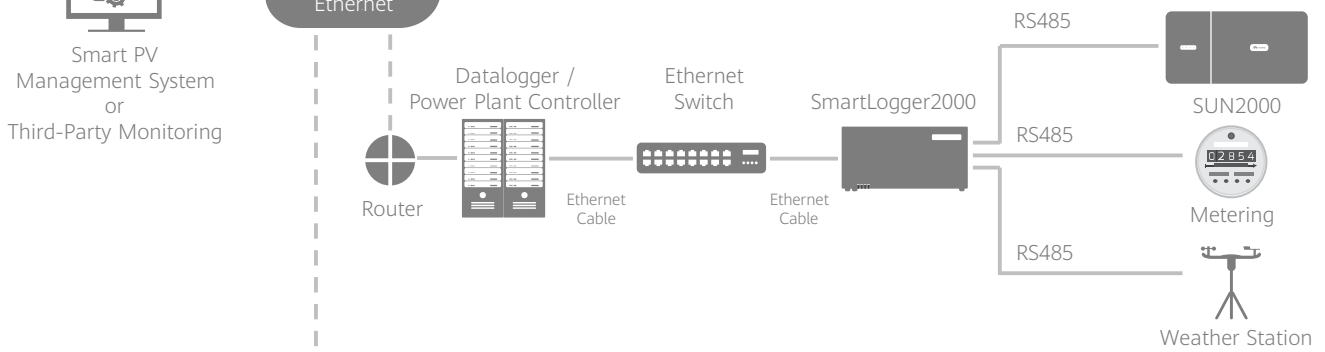 Ethernet
Smart PV
Management System
or
Third-Party Monitoring
Datalogger /
Power Plant Controller
Ethernet
Switch
SmartLogger2000
RS485
SUN2000
RS485
02854
Metering
RS485
Weather Station
Router
Ethernet
Cable
Ethernet
Cable